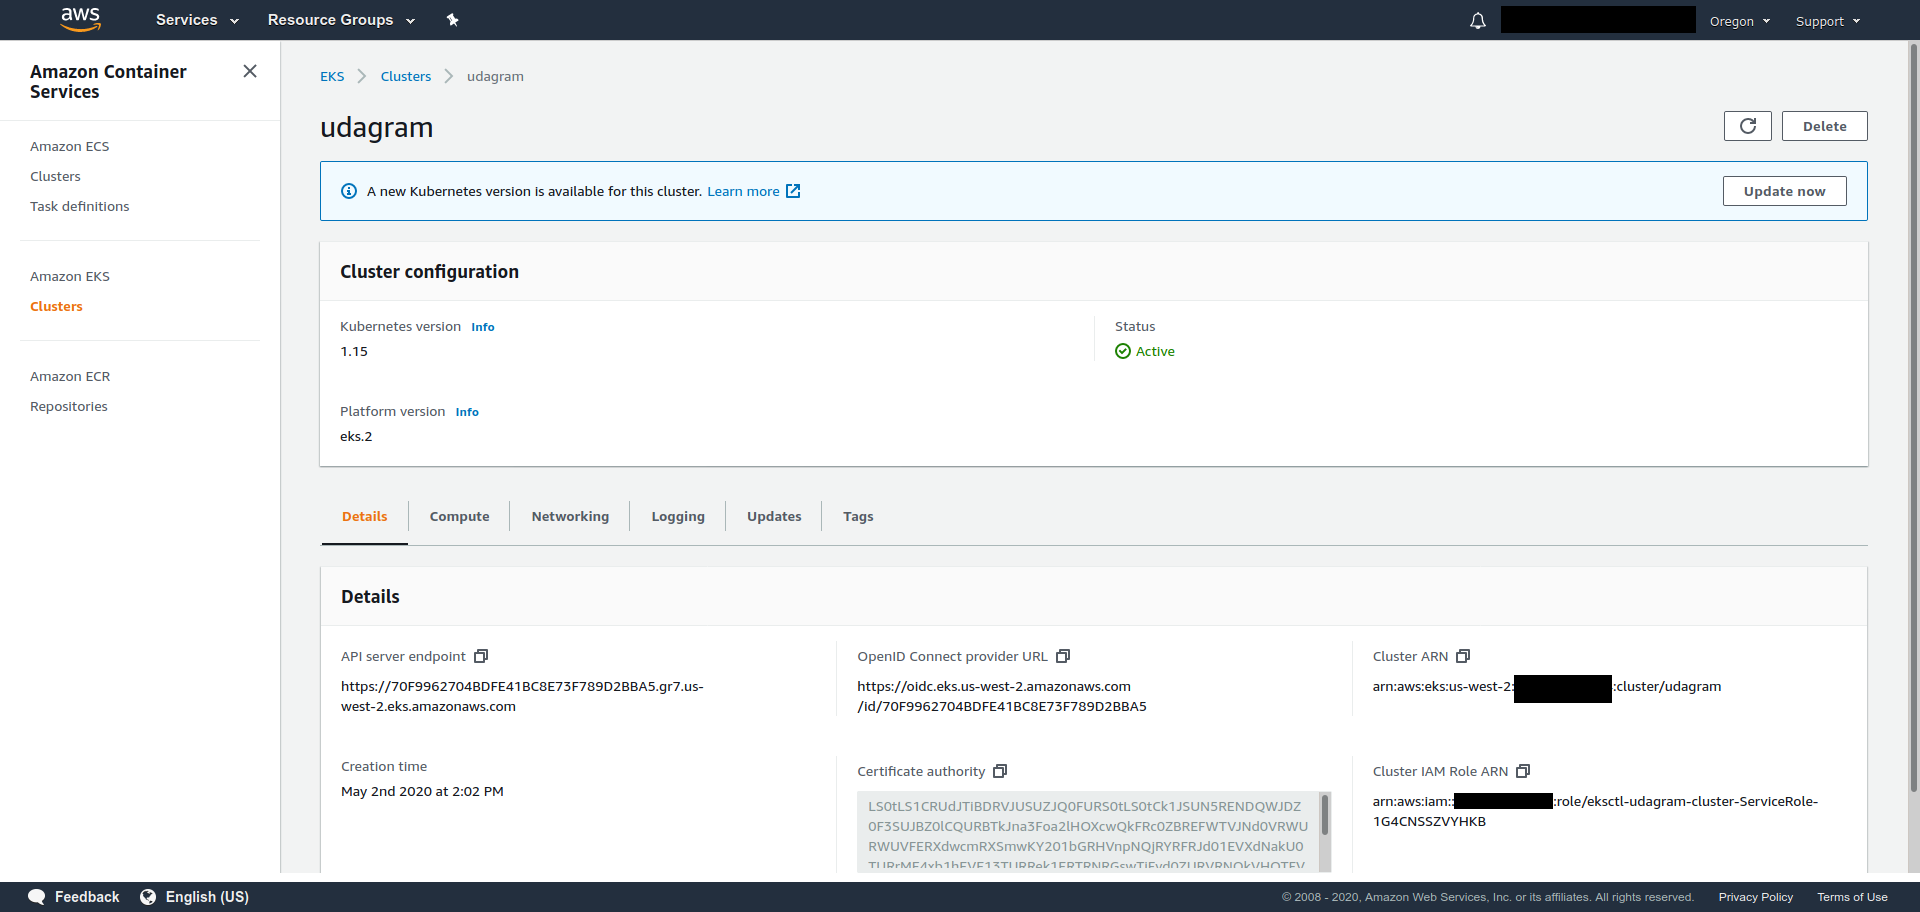 aws Services Resource Groups Oregon Support
Amazon Container
Services
Amazon ECS
Clusters
Task definitions
Amazon EKS
Clusters
Amazon ECR
Repositories
EKS Clusters udagram
udagram
Delete
A new Kubernetes version is available for this cluster. Learn more
Update now
Cluster configuration
Kubernetes version Info
1.15
Status
Active
Platform version Info
eks.2
Details Compute Networking Logging Updates Tags
Details
API server endpoint
https://70F9962704BDFE41BC8E73F789D2BBA5.gr7.us-
west-2.eks.amazonaws.com
OpenID Connect provider URL
https://oidc.eks.us-west-2.amazonaws.com
/id/70F9962704BDFE41BC8E73F789D2BBA5
Cluster ARN
arn:aws:eks:us-west-2: :cluster/udagram
Creation time
May 2nd 2020 at 2:02 PM
Certificate authority
LS0tLS1CRUdJTiBDRVJUSUZJQ0FURS0tLS0tCk1JSUN5RENDQWJDZ
0F3SUJBZ0lCQURBTkJna3Foa2lHOXcwQkFRc0ZBREFWTVJNd0VRWU
RWUVFERXdwcmRXSmwKY201bGRHVnpNQjRYRFRJd01EVXdNakU0
Cluster IAM Role ARN
arn:aws:iam:: :role/eksctl-udagram-cluster-ServiceRole-
1G4CNSSZVYHKB
Feedback English (US) © 2008 - 2020, Amazon Web Services, Inc. or its affiliates. All rights reserved. Privacy Policy Terms of Use